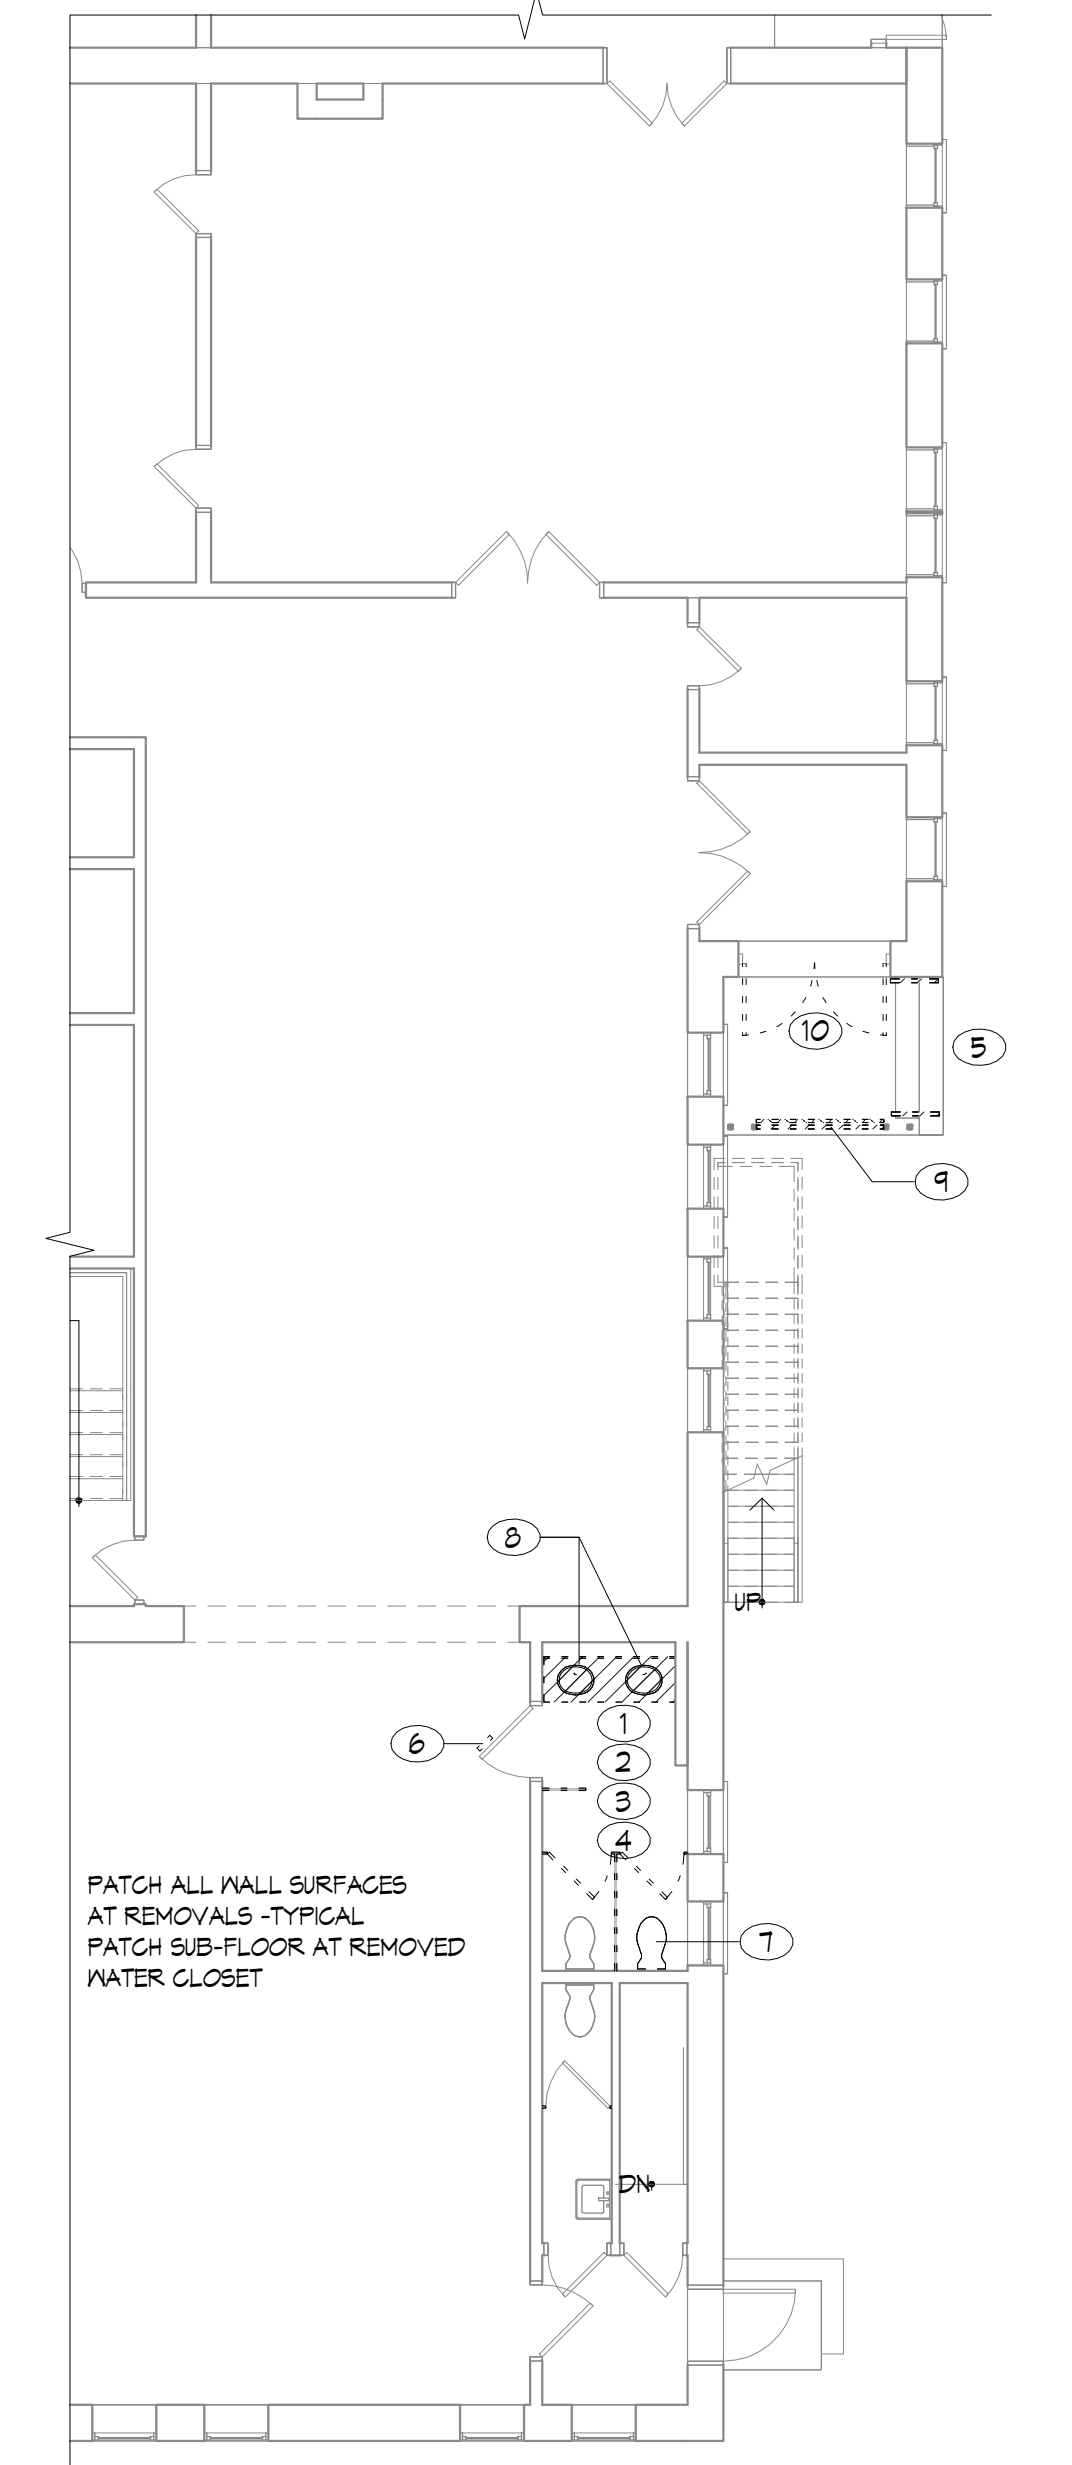 10
5
9
8
UP
1
6
2
3
4
PATCH ALL WALL SURFACES
AT REMOVALS -TYPICAL
PATCH SUB-FLOOR AT REMOVED
WATER CLOSET
7
DN